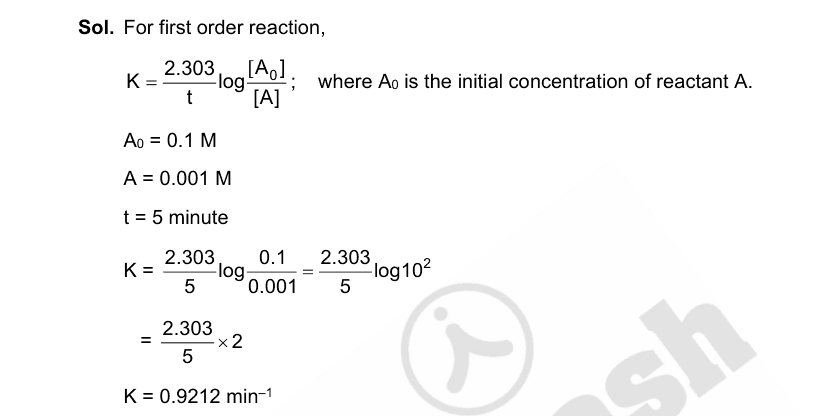 Sol. For first order reaction,
K = 2.303/t log [A₀]/[A] ; where A₀ is the initial concentration of reactant A.
A₀ = 0.1 M
A = 0.001 M
t = 5 minute
K = 2.303/5 log 0.1/0.001 = 2.303/5 log10²
= 2.303/5 × 2
K = 0.9212 min⁻¹